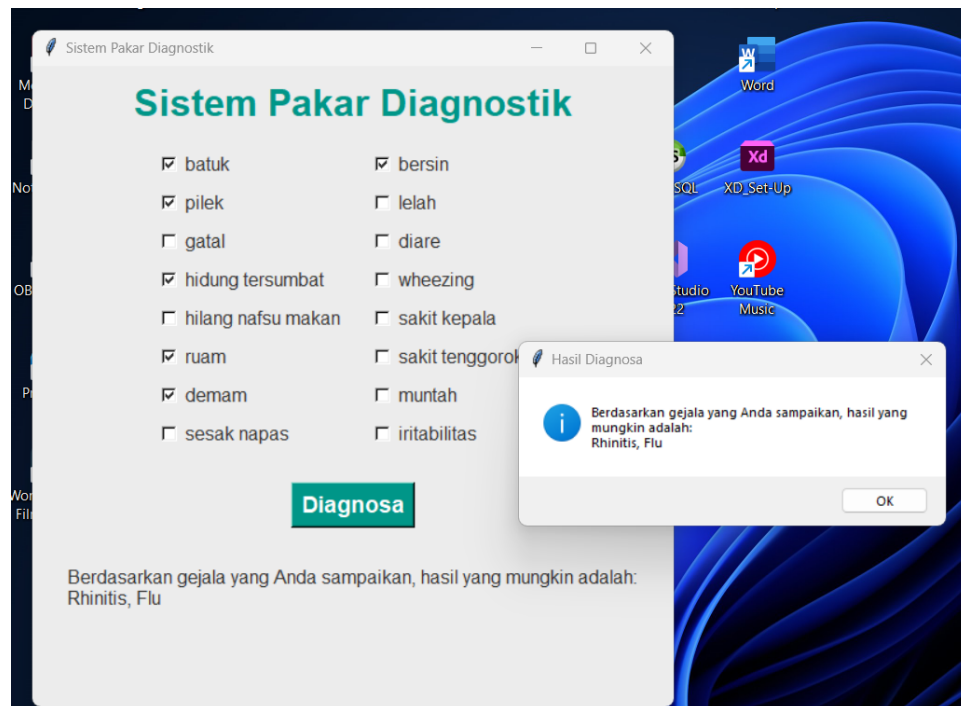 Sistem Pakar Diagnostik
Sistem Pakar Diagnostik
batuk
bersin
pilek
lelah
gatal
diare
hidung tersumbat
wheezing
hilang nafsu makan
sakit kepala
ruam
sakit
demam
muntah
sesak napas
iritabilitas
Diagnosa
Berdasarkan gejala yang Anda sampaikan, hasil yang mungkin adalah:
Rhinitis, Flu
Hasil Diagnosa
Berdasarkan gejala yang Anda sampaikan, hasil yang
mungkin adalah:
Rhinitis, Flu
OK
Word
Xd
XD_Set-Up
SQL
YouTube
Music